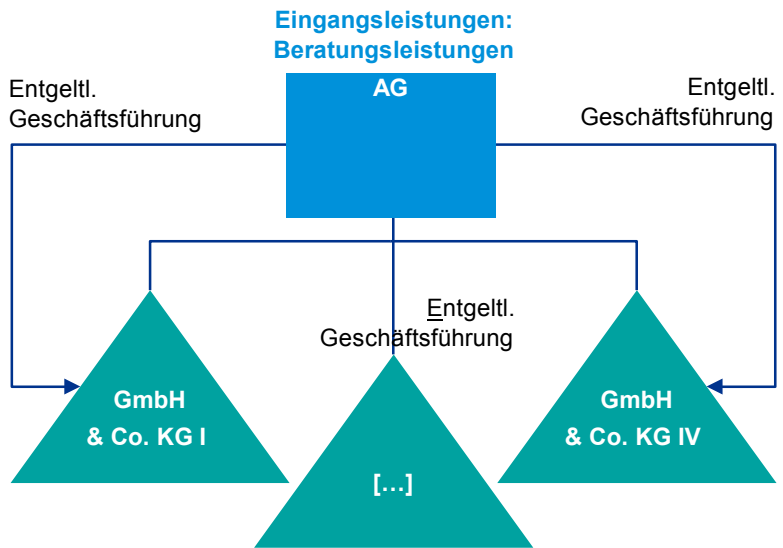 Eingangsleistungen:
Beratungsleistungen
AG
Entgeltl.
Geschäftsführung
Entgeltl.
Geschäftsführung
Entgeltl.
Geschäftsführung
GmbH
& Co. KG I
GmbH
& Co. KG IV
[…]